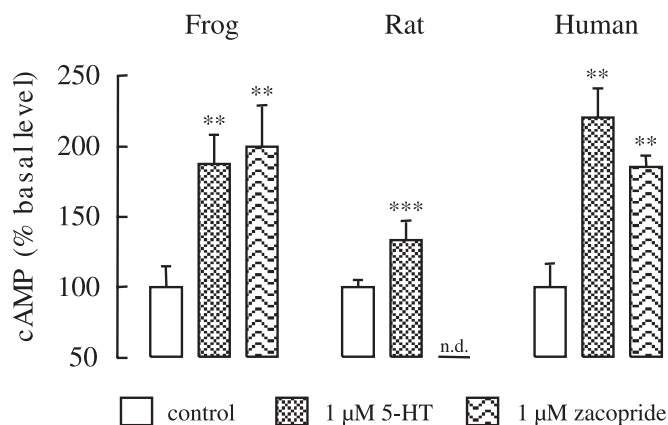 Frog Rat Human
cAMP (% basal level)
250
200
150
100
50
** **
***
n.d.
**
**
control 1 µM 5-HT 1 µM zacopride